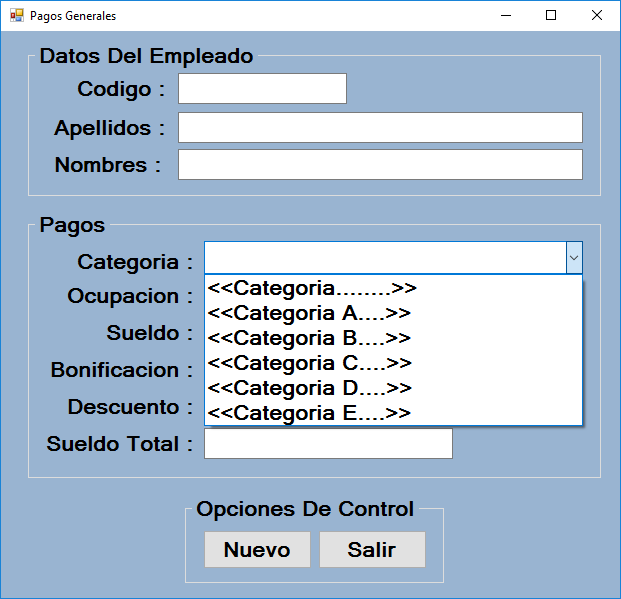 Pagos Generales
Datos Del Empleado
Codigo :
Apellidos :
Nombres :
Pagos
Categoria :
<<Categoria........>>
Ocupacion :
<<Categoria A....>>
Sueldo :
<<Categoria B....>>
Bonificacion :
<<Categoria C....>>
Descuento :
<<Categoria D....>>
<<Categoria E....>>
Sueldo Total :
Opciones De Control
Nuevo Salir